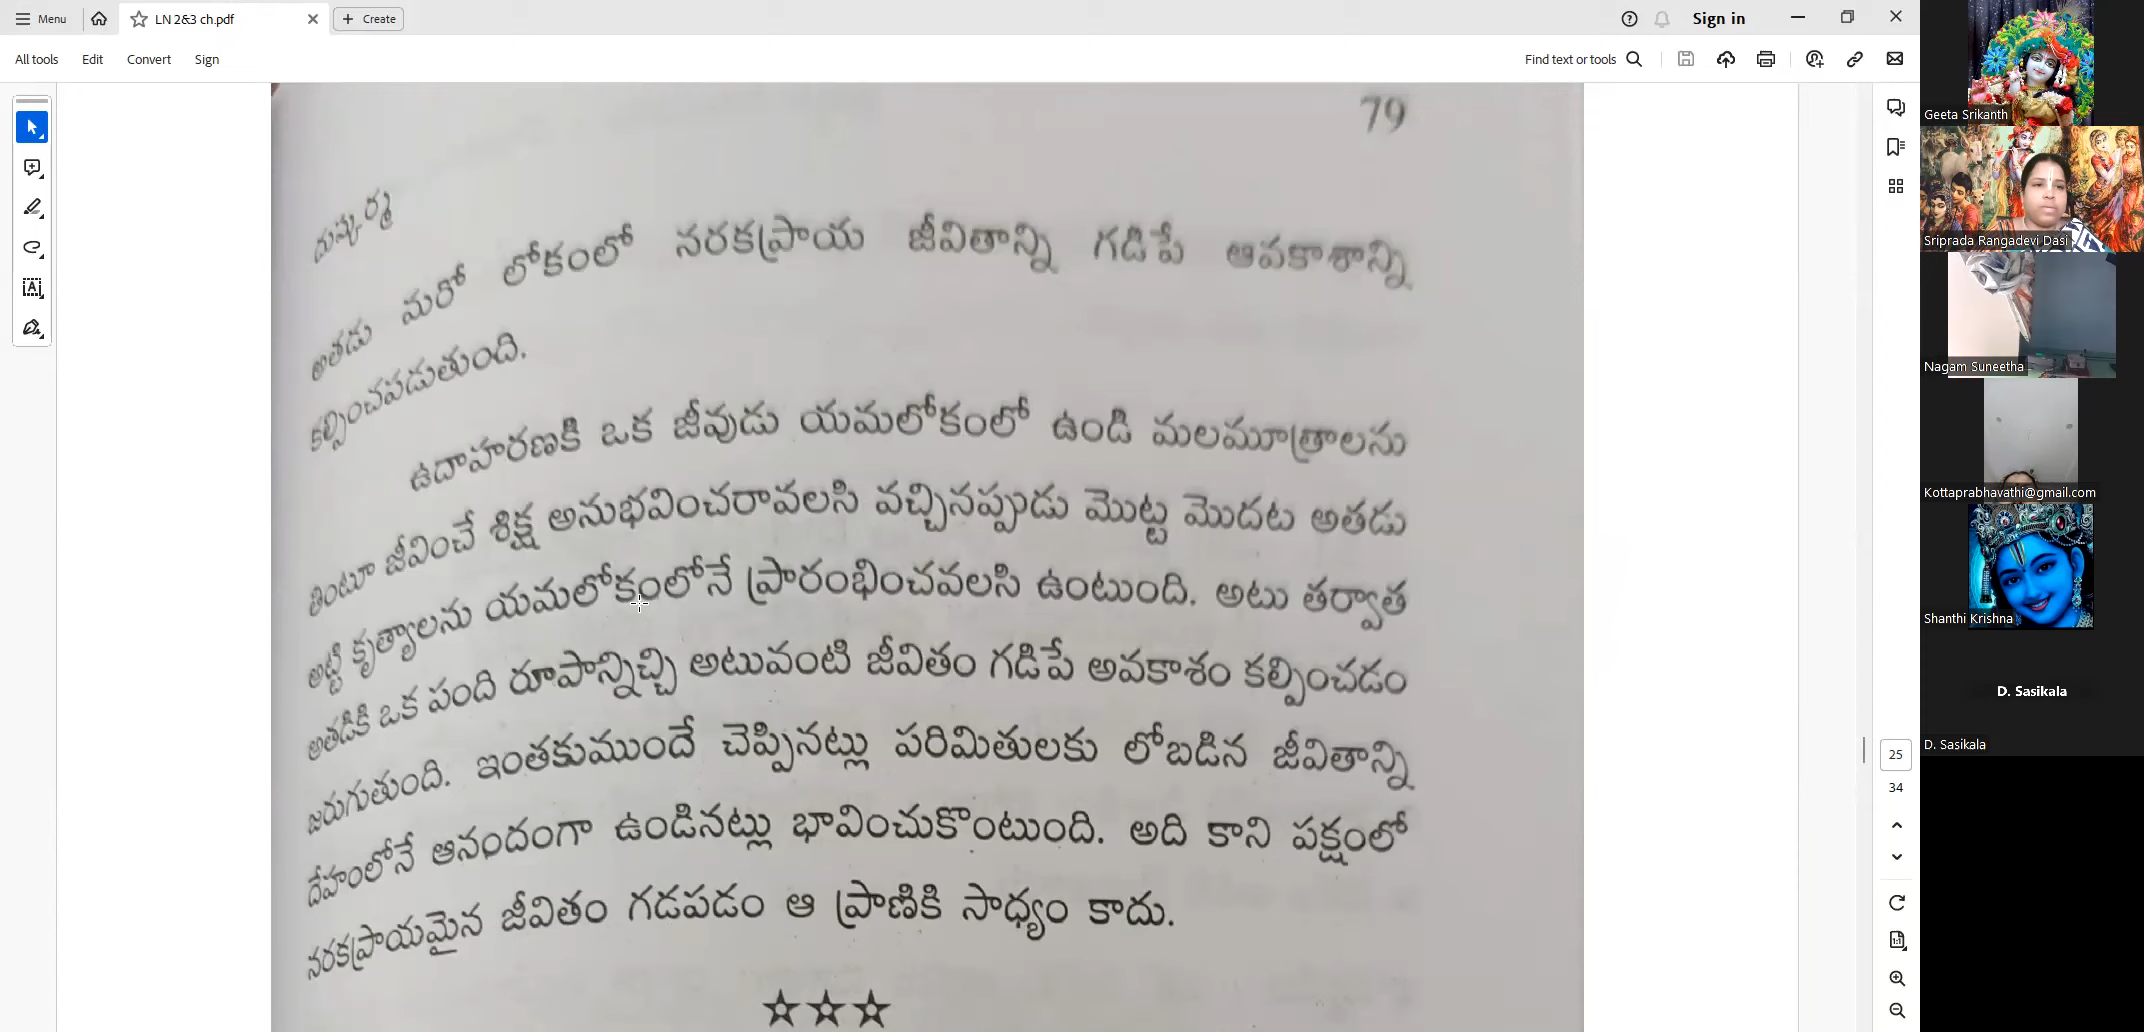 Menu
LN 2&3 ch.pdf
Create
Sign in
All tools Edit Convert Sign
Find text or tools
79
దుష్కర్మ
అతడు మరో లోకంలో నరకప్రాయ జీవితాన్ని గడిపే ఆవకాశాన్ని
కల్పించపడుతుంది.
ఉదాహరణకి ఒక జీవుడు యమలోకంలో ఉండి మలమూత్రాలను
తింటూ జీవించే శిక్ష అనుభవించరావలసి వచ్చినప్పుడు మొట్ట మొదట అతడు
అట్టి కృత్యాలను యమలోకంలోనే ప్రారంభించవలసి ఉంటుంది. అటు తర్వాత
అతడికి ఒక పంది రూపాన్నిచ్చి అటువంటి జీవితం గడిపే అవకాశం కల్పించడం
జరుగుతుంది. ఇంతకుముందే చెప్పినట్లు పరిమితులకు లోబడిన జీవితాన్ని
దేహంలోనే ఆనందంగా ఉండినట్లు భావించుకొంటుంది. అది కాని పక్షంలో
నరకప్రాయమైన జీవితం గడపడం ఆ ప్రాణికి సాధ్యం కాదు.
25
34
Geeta Srikanth
Sriprada Rangadevi Dasi
Nagam Suneetha
Kottaprabhavathi@gmail.com
Shanthi Krishna
D. Sasikala
D. Sasikala